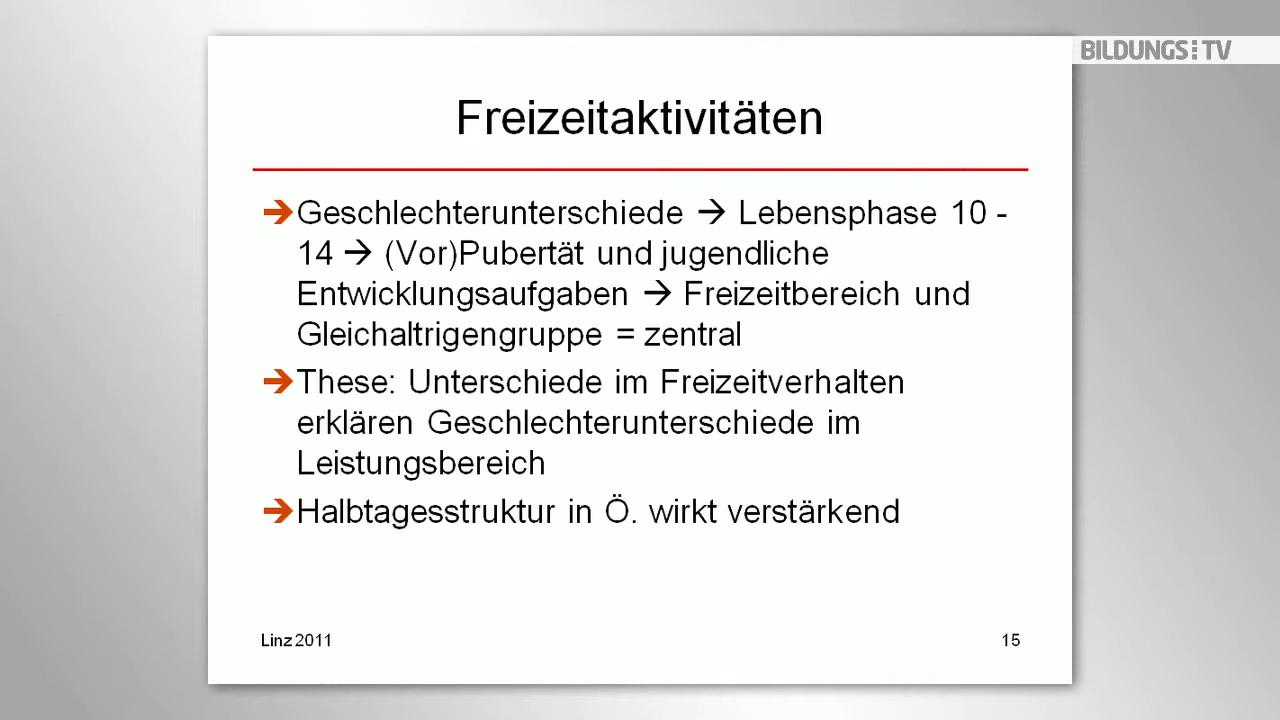 BILDUNGS:TV
Freizeitaktivitäten
➔Geschlechterunterschiede → Lebensphase 10 -
14 → (Vor)Pubertät und jugendliche
Entwicklungsaufgaben → Freizeitbereich und
Gleichaltrigengruppe = zentral
➔These: Unterschiede im Freizeitverhalten
erklären Geschlechterunterschiede im
Leistungsbereich
➔Halbtagesstruktur in Ö. wirkt verstärkend
Linz 2011
15